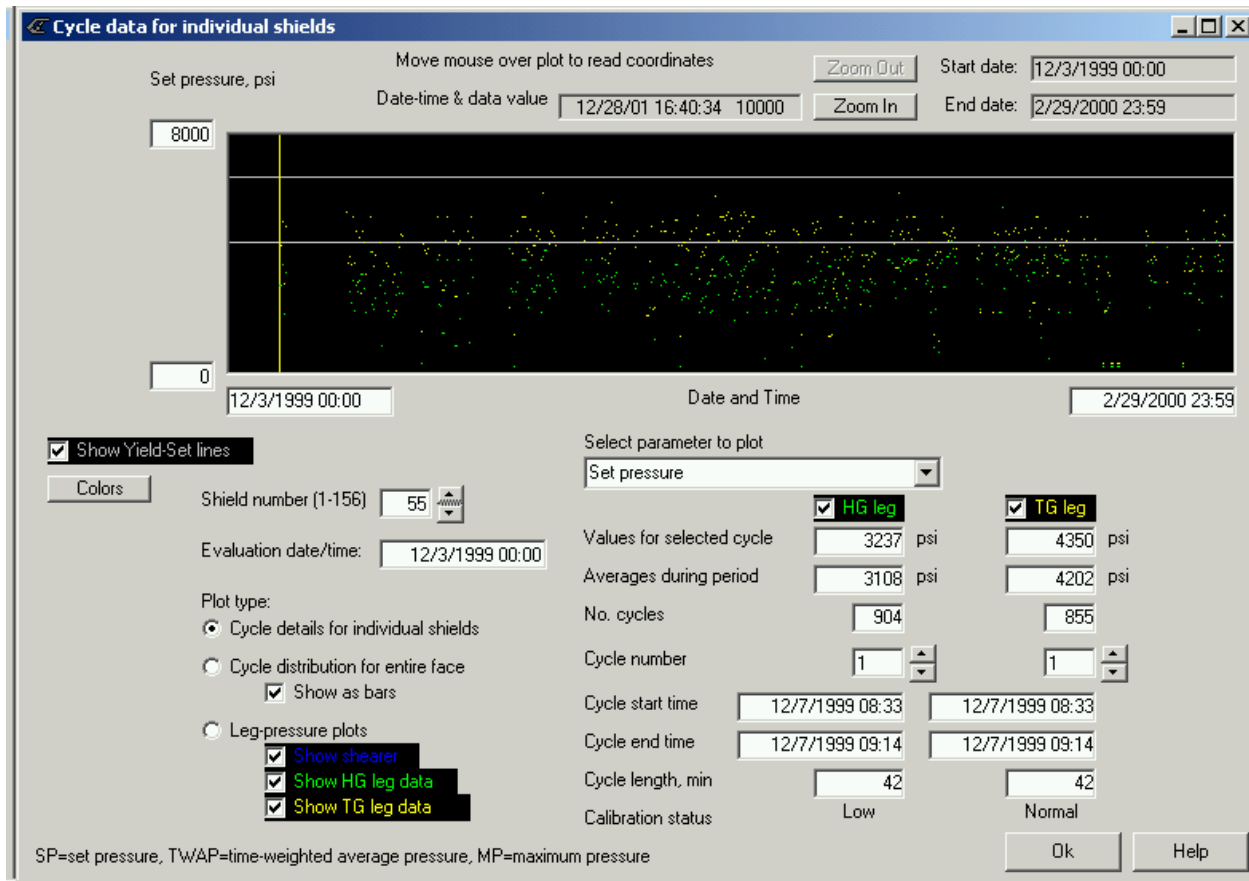 Cycle data for individual shields
Move mouse over plot to read coordinates
Set pressure, psi
Zoom Out
Start date: 12/3/1999 00:00
Date-time & data value 12/28/01 16:40:34 10000
Zoom In
End date: 2/29/2000 23:59
8000
0
12/3/1999 00:00
Date and Time
2/29/2000 23:59
Show Yield-Set lines
Colors
Shield number (1-156) 55
Evaluation date/time: 12/3/1999 00:00
Plot type:
Cycle details for individual shields
Cycle distribution for entire face
Show as bars
Leg-pressure plots
Show shearer
Show HG leg data
Show TG leg data
Select parameter to plot
Set pressure
HG leg TG leg
Values for selected cycle 3237 psi 4350 psi
Averages during period 3108 psi 4202 psi
No. cycles 904 855
Cycle number 1 1
Cycle start time 12/7/1999 08:33 12/7/1999 08:33
Cycle end time 12/7/1999 09:14 12/7/1999 09:14
Cycle length, min 42 42
Calibration status Low Normal
SP=set pressure, TWAP=time-weighted average pressure, MP=maximum pressure
Ok
Help